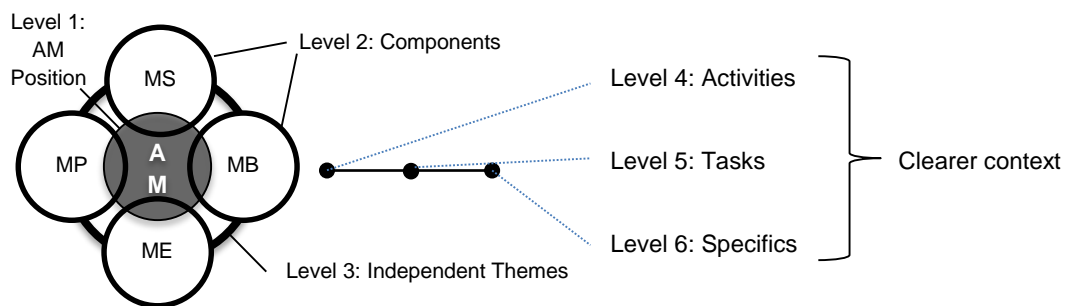 Level 1:
AM
Position
MS
Level 2: Components
MP
A
M
MB
ME
Level 3: Independent Themes
Level 4: Activities
Level 5: Tasks
Level 6: Specifics
Clearer context